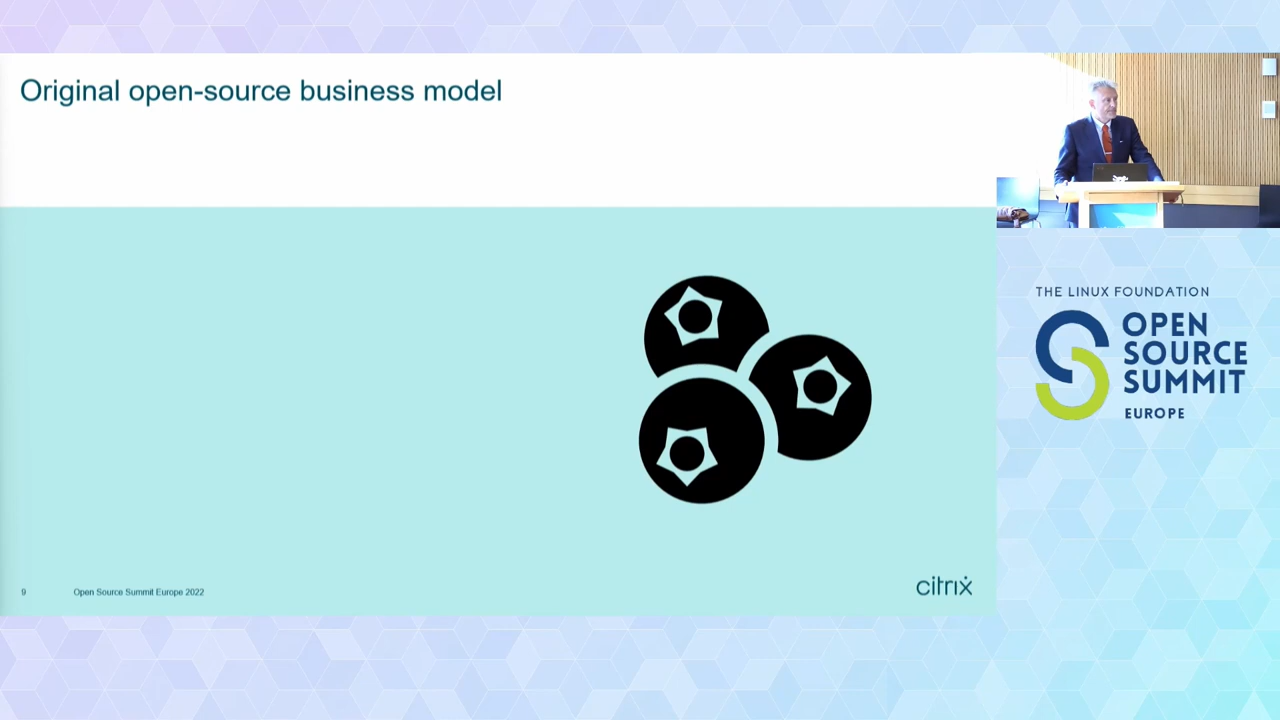 Original open-source business model
THE LINUX FOUNDATION
OPEN
SOURCE
SUMMIT
EUROPE
9
Open Source Summit Europe 2022
citrix